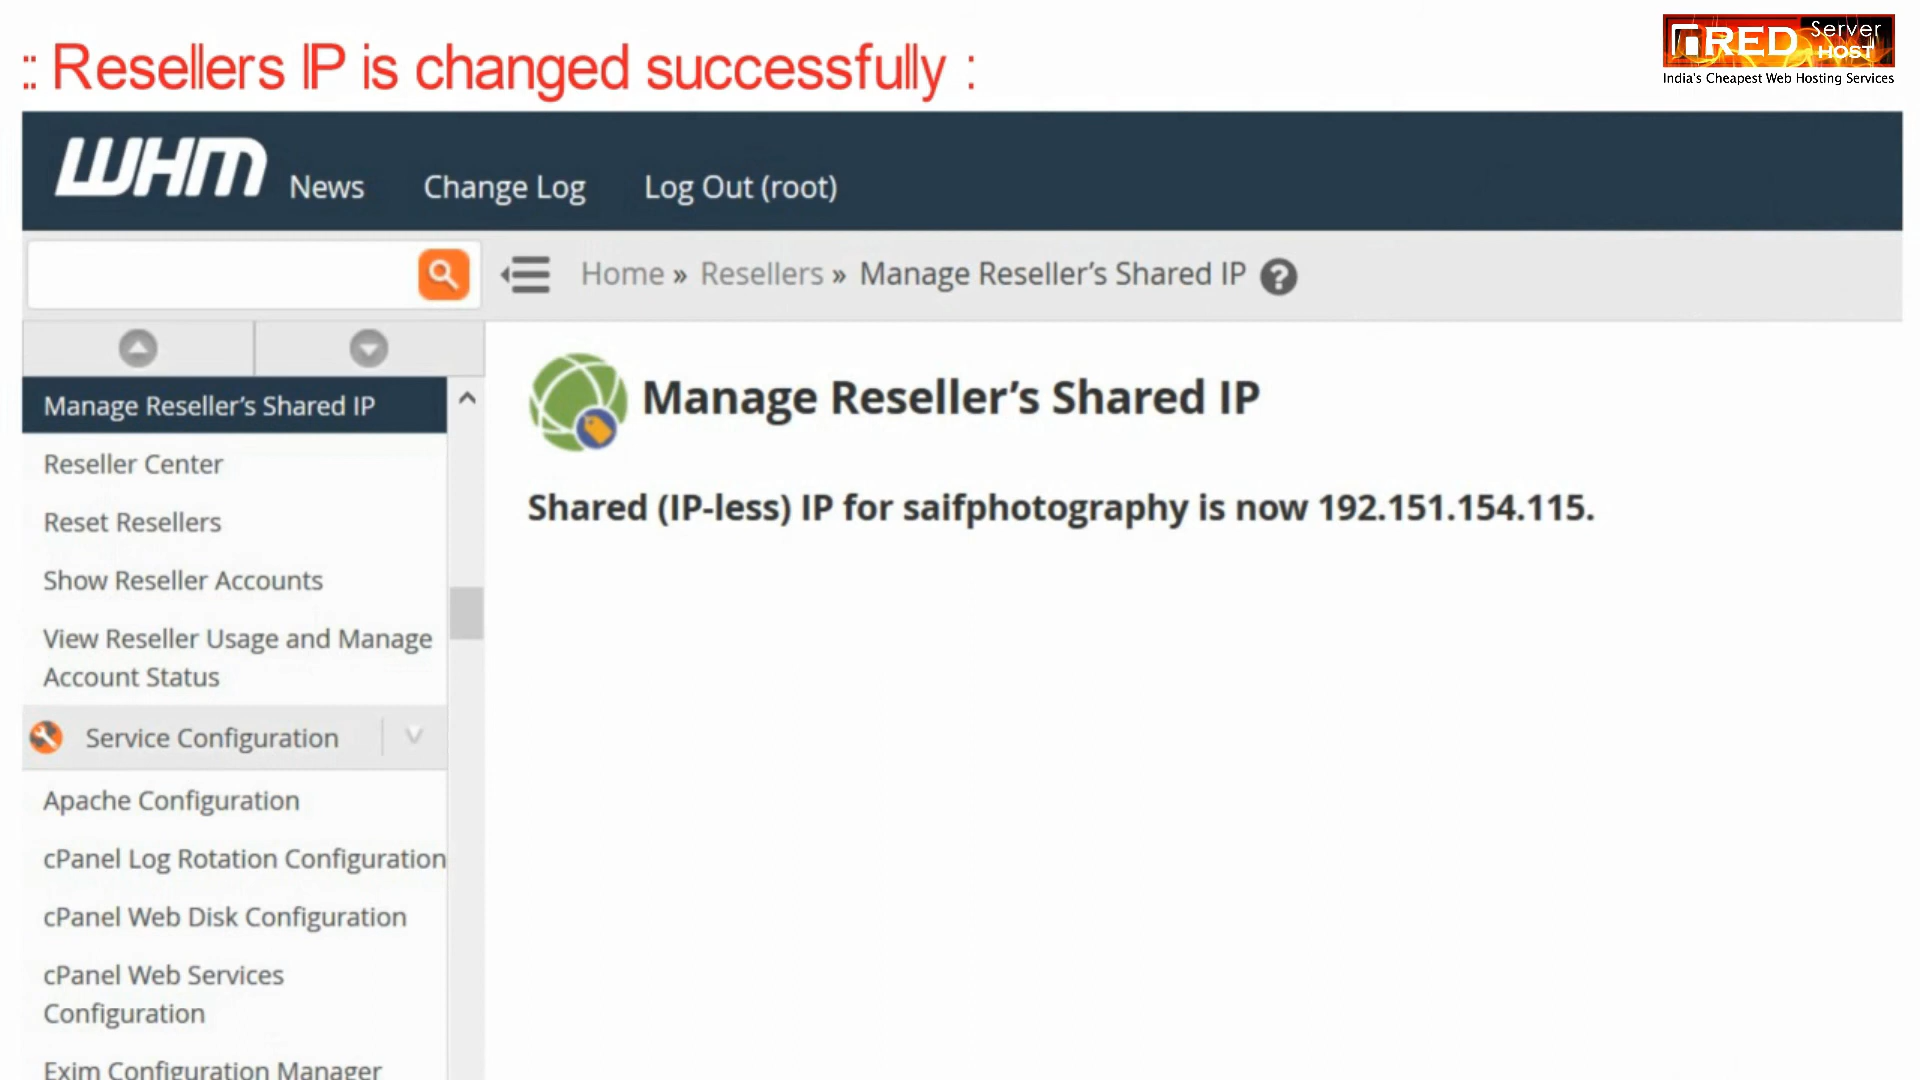 :: Resellers IP is changed successfully :
RED Server
HOST
India's Cheapest Web Hosting Services
WHM News Change Log Log Out (root)
Home » Resellers » Manage Reseller’s Shared IP ?
Manage Reseller’s Shared IP
Reseller Center
Reset Resellers
Show Reseller Accounts
View Reseller Usage and Manage
Account Status
Service Configuration
Apache Configuration
cPanel Log Rotation Configuration
cPanel Web Disk Configuration
cPanel Web Services
Configuration
Exim Configuration Manager
Manage Reseller’s Shared IP
Shared (IP-less) IP for saifphotography is now 192.151.154.115.